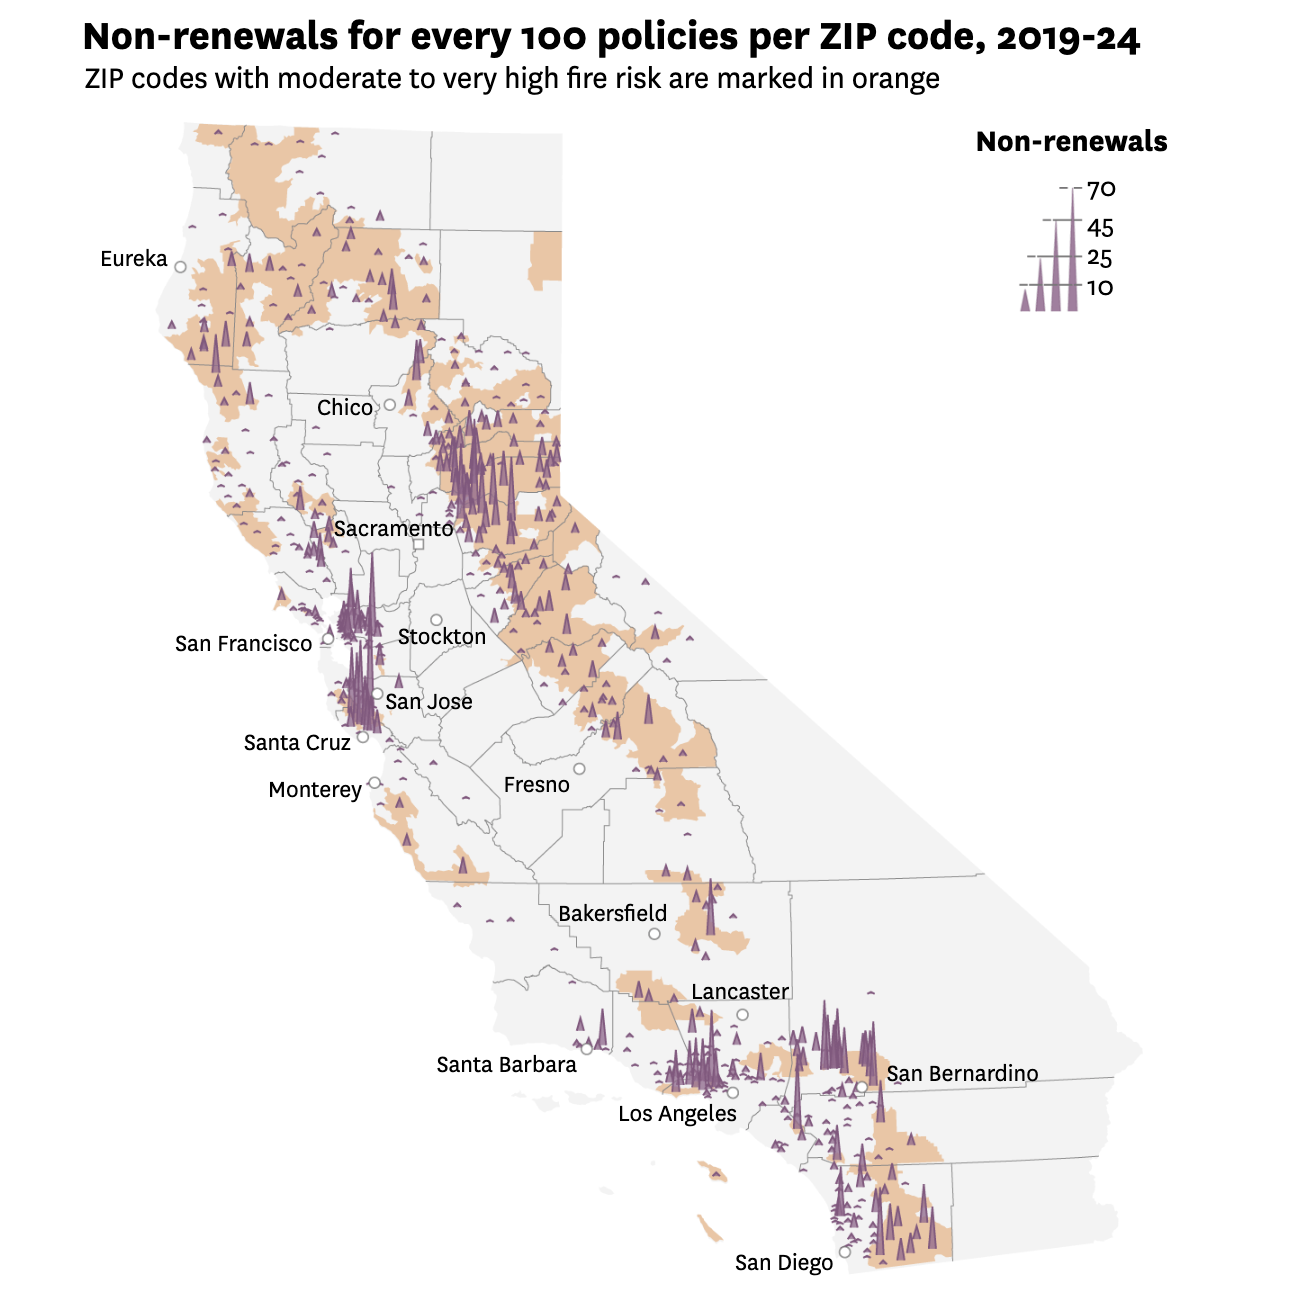 Non-renewals for every 100 policies per ZIP code, 2019-24
ZIP codes with moderate to very high fire risk are marked in orange
Non-renewals
70
45
25
10
Eureka
Chico
Sacramento
San Francisco
Stockton
San Jose
Santa Cruz
Monterey
Fresno
Bakersfield
Lancaster
Santa Barbara
San Bernardino
Los Angeles
San Diego